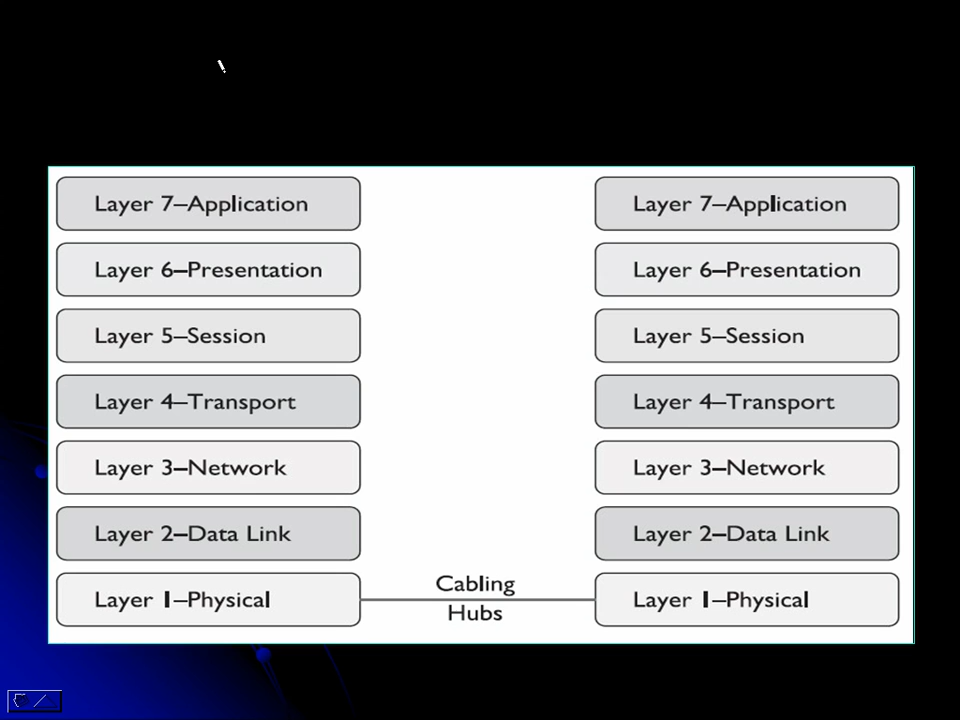 Layer 7–Application
Layer 6–Presentation
Layer 5–Session
Layer 4–Transport
Layer 3–Network
Layer 2–Data Link
Layer 1–Physical
Cabling
Hubs
Layer 7–Application
Layer 6–Presentation
Layer 5–Session
Layer 4–Transport
Layer 3–Network
Layer 2–Data Link
Layer 1–Physical